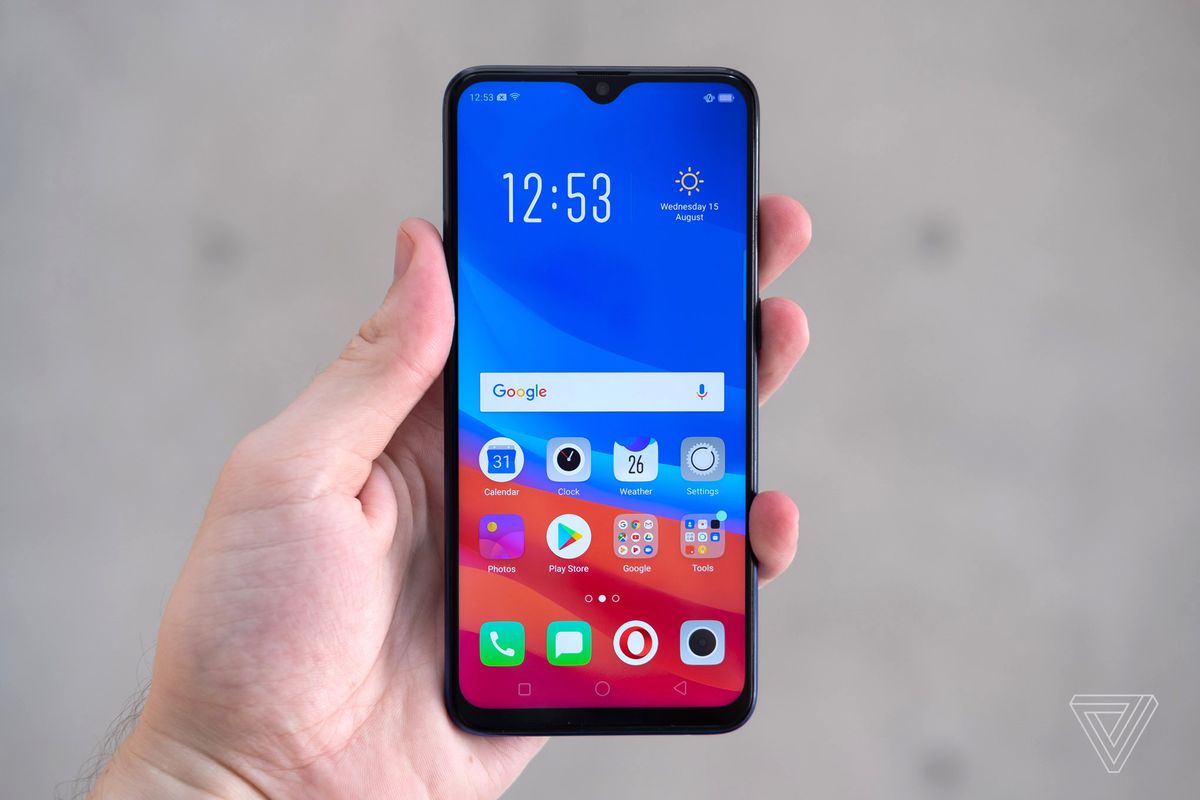 12:53
12:53
Wednesday 15
August
Google
31
26
Calendar
Clock
Weather
Settings
Photos
Play Store
Google
Tools